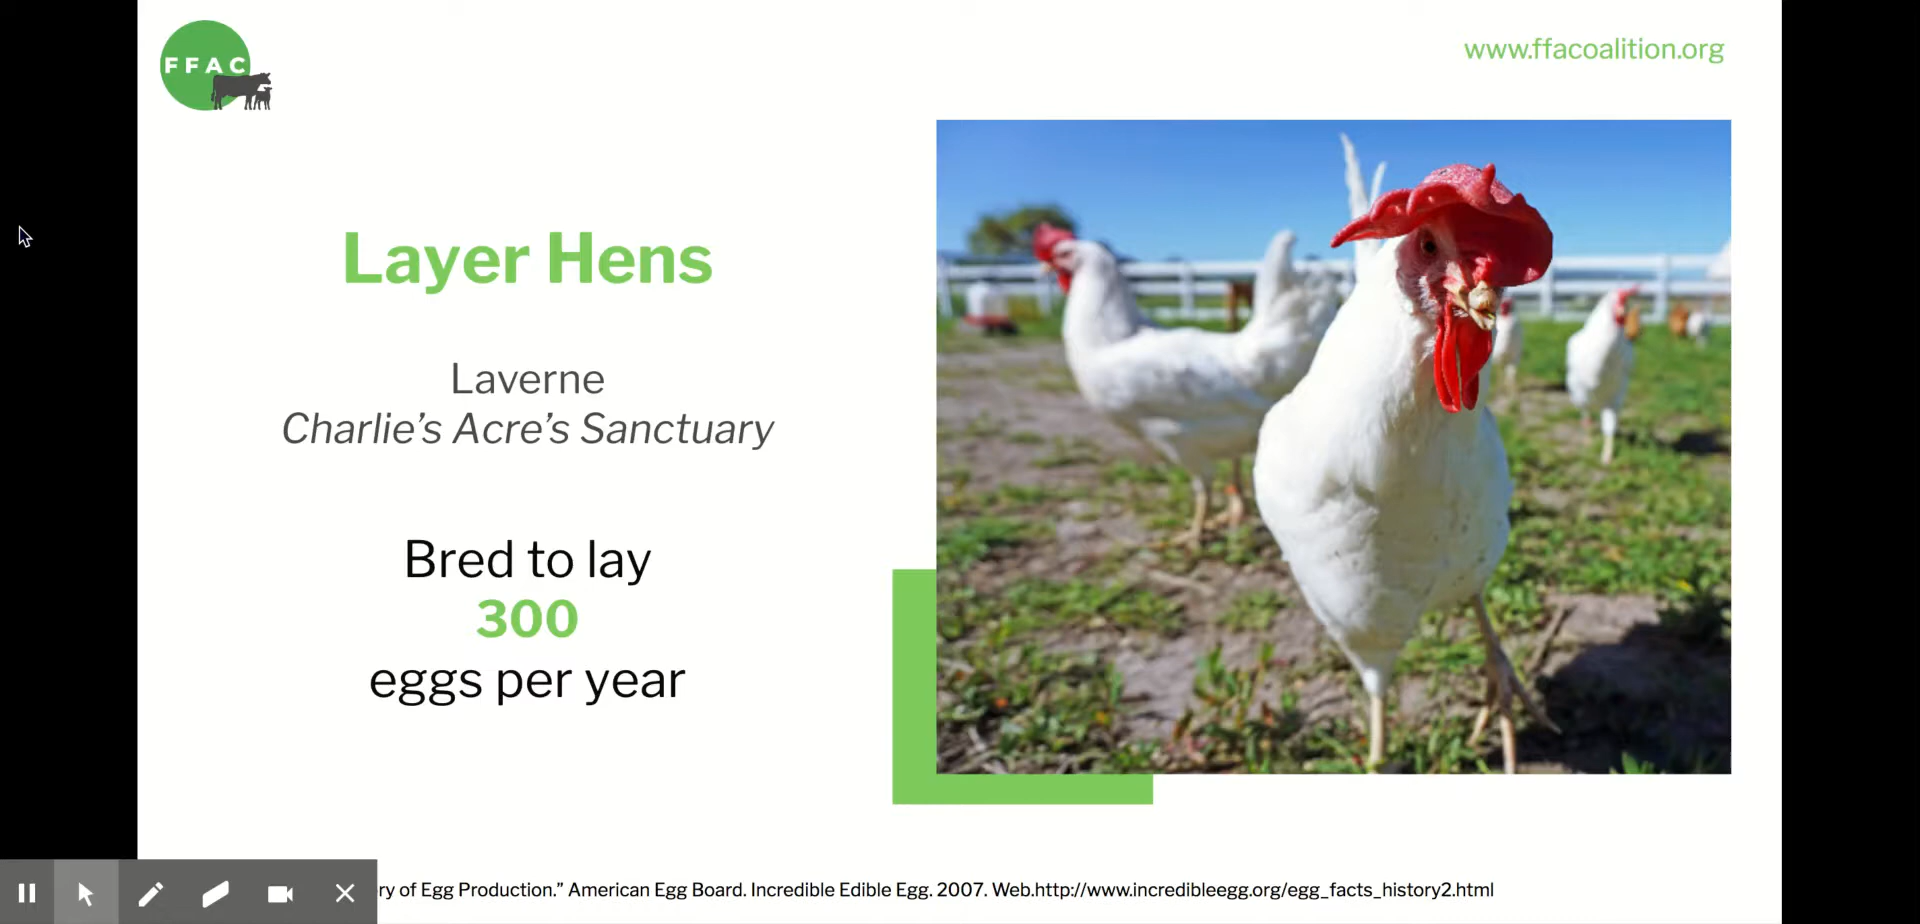 FFAC
www.ffacoalition.org
Layer Hens
Laverne
Charlie’s Acre’s Sanctuary
Bred to lay
300
eggs per year
ry of Egg Production.” American Egg Board. Incredible Edible Egg. 2007. Web.http://www.incredibleegg.org/egg_facts_history2.html